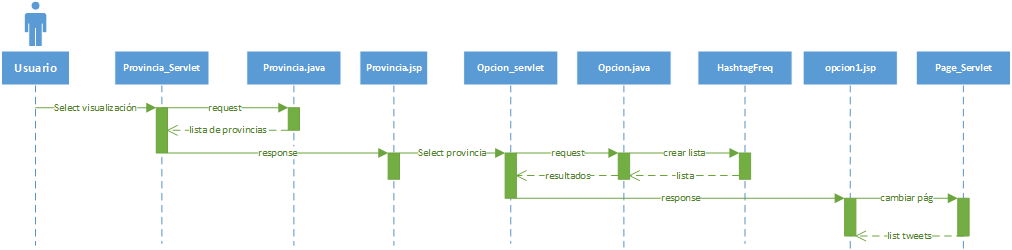 Usuario
Provincia_Servlet
Provincia.java
Provincia.jsp
Opcion_servlet
Opcion.java
HashtagFreq
opcion1.jsp
Page_Servlet
Select visualización
request
lista de provincias
response
Select provincia
request
crear lista
resultados
lista
response
cambiar pág
list tweets